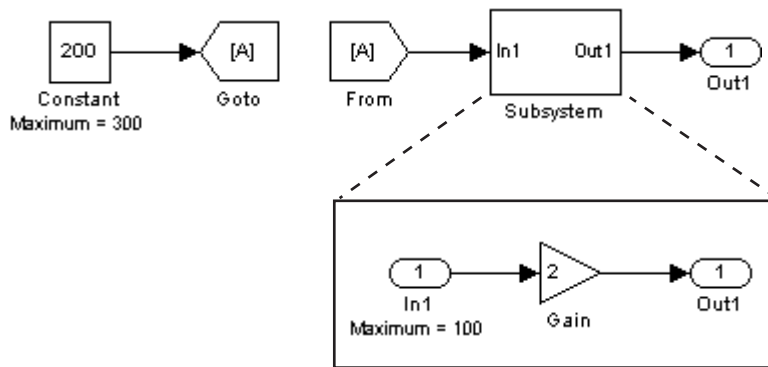 200
[A]
[A]
In1
Out1
1
Constant
Goto
From
Subsystem
Out1
Maximum = 300
1
2
1
In1
Gain
Out1
Maximum = 100